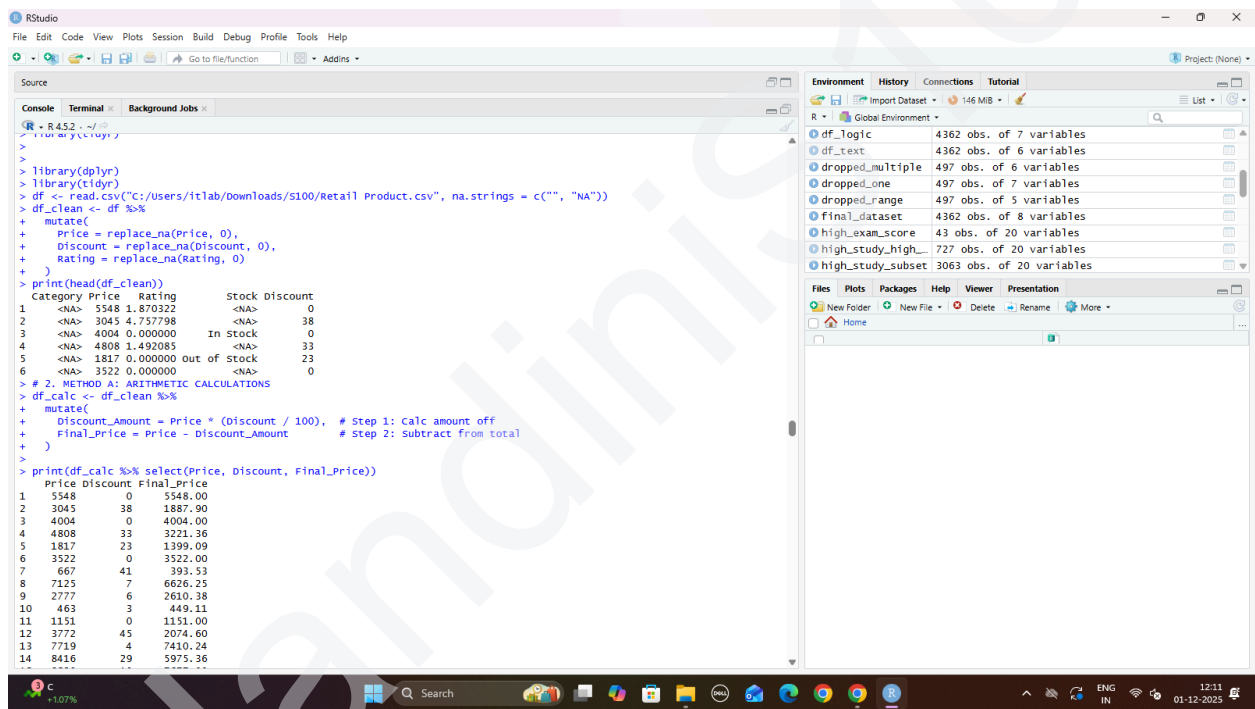 RStudio
File Edit Code View Plots Session Build Debug Profile Tools Help
Go to file/function Addins Project: (None)
Source
Console Terminal Background Jobs
R 4.5.2 · ~/
> library(tidyr)
>
>
> library(dplyr)
> library(tidyr)
> df <- read.csv("C:/Users/itlab/Downloads/S100/Retail Product.csv", na.strings = c("", "NA"))
> df_clean <- df %>%
+ mutate(
+ Price = replace_na(Price, 0),
+ Discount = replace_na(Discount, 0),
+ Rating = replace_na(Rating, 0)
+ )
> print(head(df_clean))
Category Price Rating Stock Discount
1 <NA> 5548 1.870322 <NA> 0
2 <NA> 3045 4.757798 <NA> 38
3 <NA> 4004 0.000000 In Stock 0
4 <NA> 4808 1.492085 <NA> 33
5 <NA> 1817 0.000000 Out of Stock 23
6 <NA> 3522 0.000000 <NA> 0
> # 2. METHOD A: ARITHMETIC CALCULATIONS
> df_calc <- df_clean %>%
+ mutate(
+ Discount_Amount = Price * (Discount / 100), # Step 1: Calc amount off
+ Final_Price = Price - Discount_Amount # Step 2: Subtract from total
+ )
>
> print(df_calc %>% select(Price, Discount, Final_Price))
Price Discount Final_Price
1 5548 0 5548.00
2 3045 38 1887.90
3 4004 0 4004.00
4 4808 33 3221.36
5 1817 23 1399.09
6 3522 0 3522.00
7 667 41 393.53
8 7125 7 6626.25
9 2777 6 2610.38
10 463 3 449.11
11 1151 0 1151.00
12 3772 45 2074.60
13 7719 4 7410.24
14 8416 29 5975.36
Environment History Connections Tutorial
Import Dataset 146 MiB List
R Global Environment
df_logic 4362 obs. of 7 variables
df_text 4362 obs. of 6 variables
dropped_multiple 497 obs. of 6 variables
dropped_one 497 obs. of 7 variables
dropped_range 497 obs. of 5 variables
final_dataset 4362 obs. of 8 variables
high_exam_score 43 obs. of 20 variables
high_study_high_… 727 obs. of 20 variables
high_study_subset 3063 obs. of 20 variables
Files Plots Packages Help Viewer Presentation
New Folder New File Delete Rename More
Home ...
3 C
+1.07%
Search
DELL
ENG
IN
12:11
01-12-2025